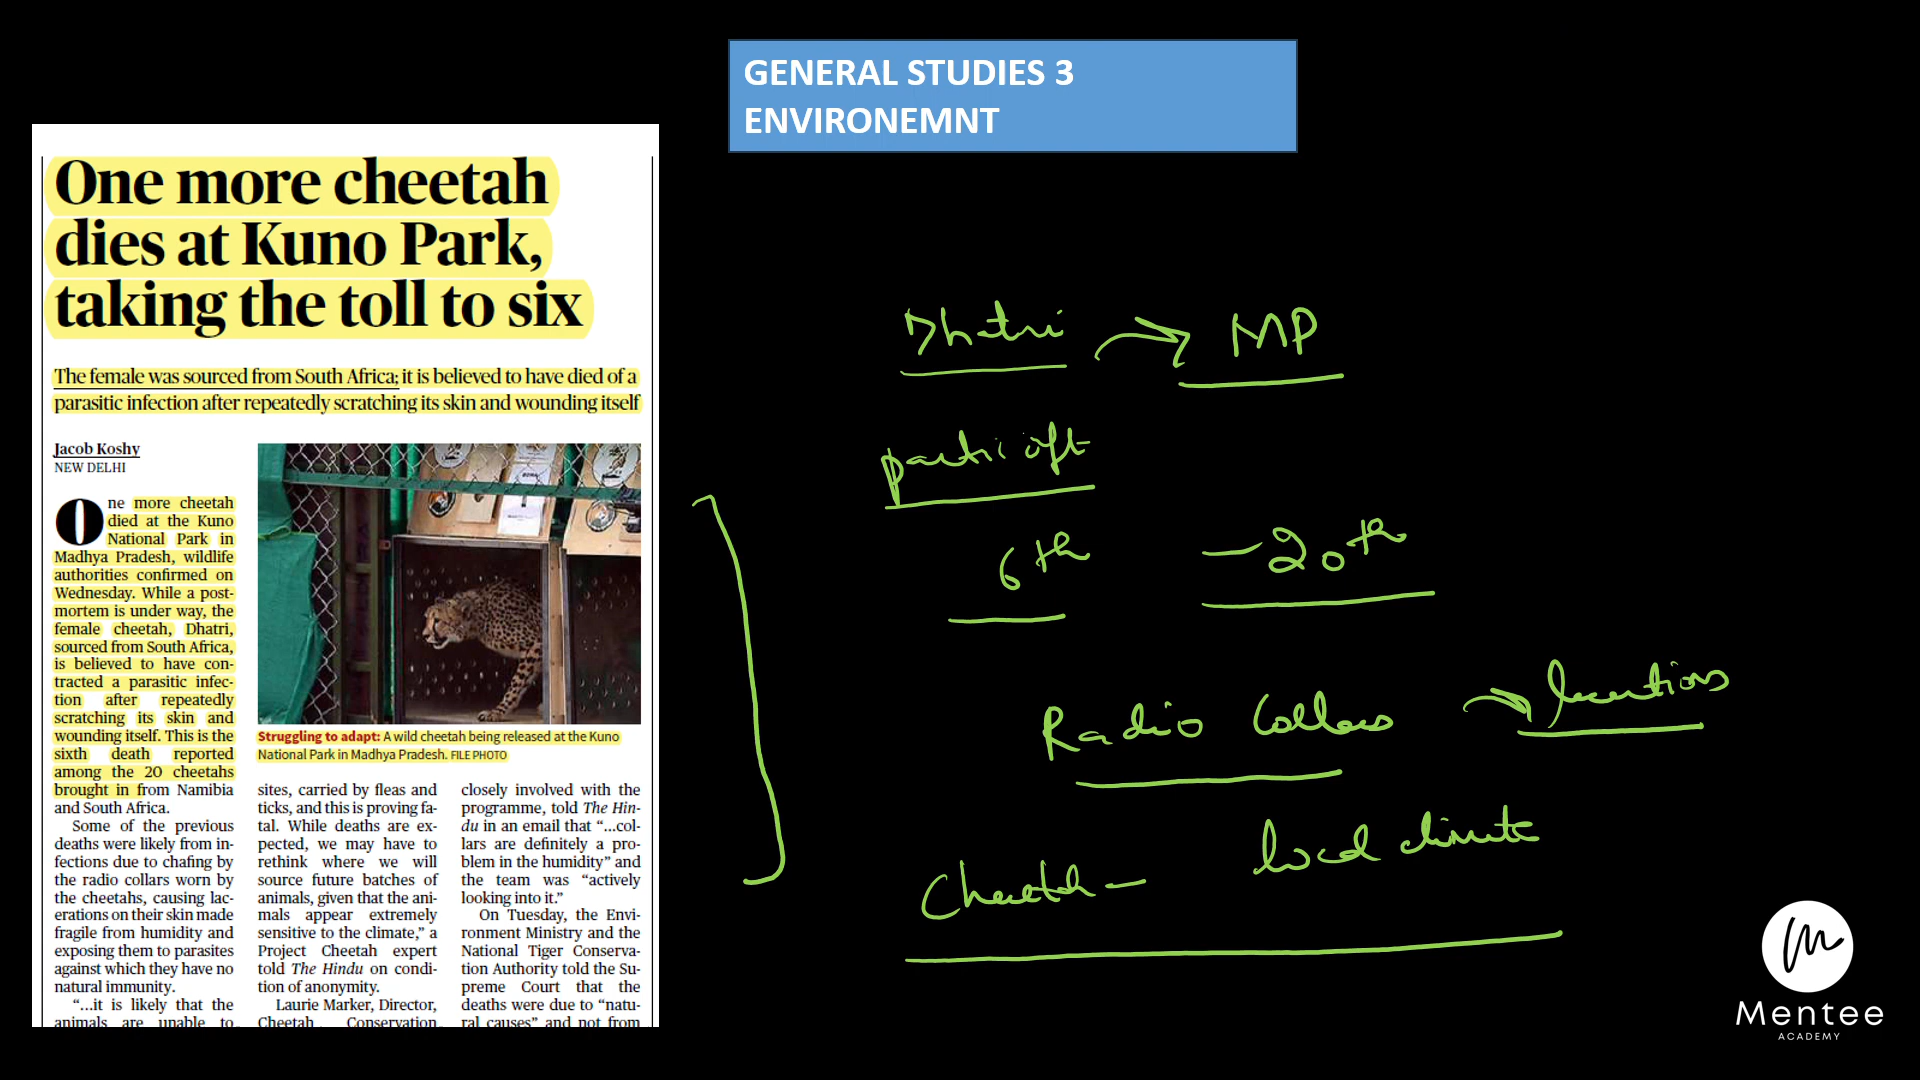 GENERAL STUDIES 3
ENVIRONEMNT
One more cheetah
dies at Kuno Park,
taking the toll to six
The female was sourced from South Africa; it is believed to have died of a
parasitic infection after repeatedly scratching its skin and wounding itself
Jacob Koshy
NEW DELHI
One more cheetah
died at the Kuno
National Park in
Madhya Pradesh, wildlife
authorities confirmed on
Wednesday. While a post-
mortem is under way, the
female cheetah, Dhatri,
sourced from South Africa,
is believed to have con-
tracted a parasitic infec-
tion after repeatedly
scratching its skin and
wounding itself. This is the
sixth death reported
among the 20 cheetahs
brought in from Namibia
and South Africa.
Some of the previous
deaths were likely from in-
fections due to chafing by
the radio collars worn by
the cheetahs, causing lac-
erations on their skin made
fragile from humidity and
exposing them to parasites
against which they have no
natural immunity.
“...it is likely that the
animals are unable to
Struggling to adapt: A wild cheetah being released at the Kuno
National Park in Madhya Pradesh. FILE PHOTO
sites, carried by fleas and
ticks, and this is proving fa-
tal. While deaths are ex-
pected, we may have to
rethink where we will
source future batches of
animals, given that the ani-
mals appear extremely
sensitive to the climate,” a
Project Cheetah expert
told The Hindu on condi-
tion of anonymity.
Laurie Marker, Director,
Cheetah Conservation
closely involved with the
programme, told The Hin-
du in an email that “...col-
lars are definitely a pro-
blem in the humidity” and
the team was “actively
looking into it.”
On Tuesday, the Envi-
ronment Ministry and the
National Tiger Conserva-
tion Authority told the Su-
preme Court that the
deaths were due to “natu-
ral causes” and not from
Dhatri → MP
6th – 20th
Radio Collars
Cheetah – local climate
Mentee
ACADEMY